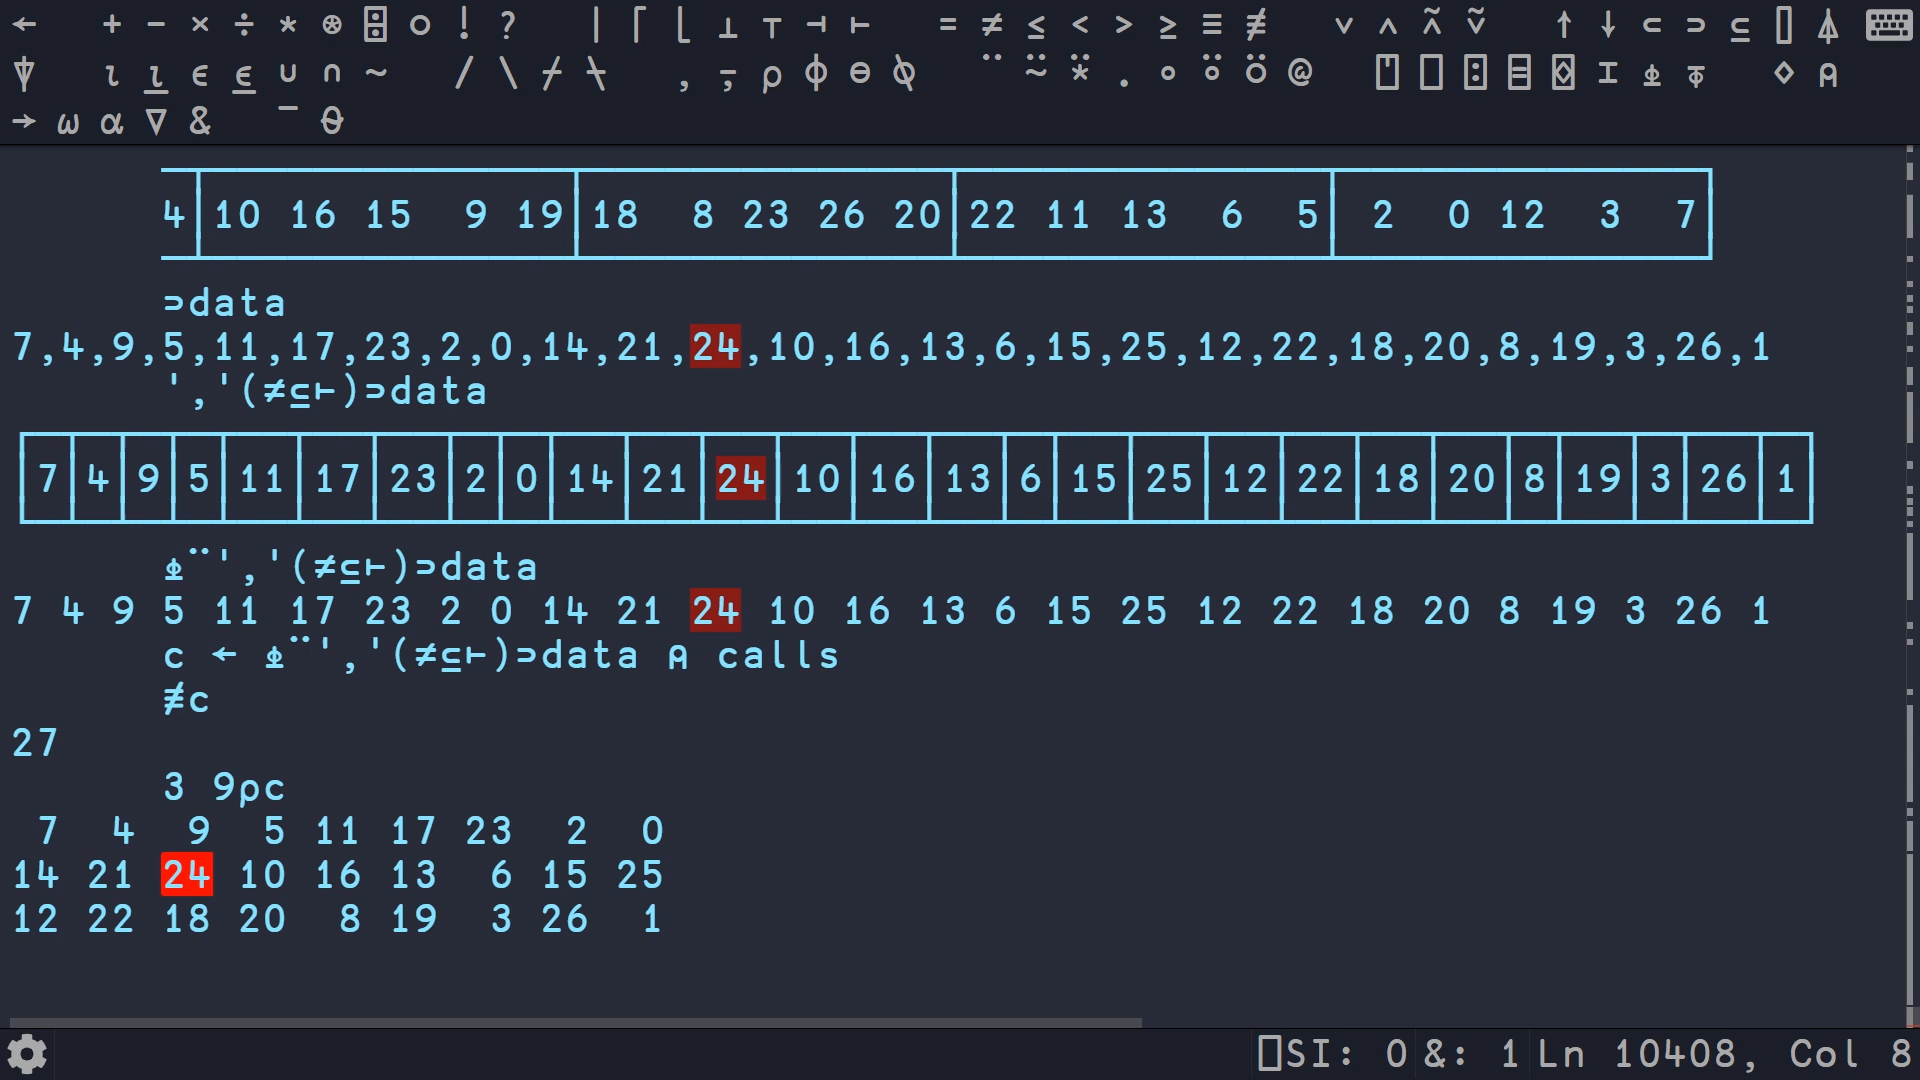 ← + - × ÷ * ⍟ ⌹ ○ ! ? | ⌈ ⌊ ⊥ ⊤ ⊣ ⊢ = ≠ ≤ < > ≥ ≡ ≢ ∨ ∧ ⍲ ⍱ ↑ ↓ ⊂ ⊃ ⊆ ⌷ ⍋
⍒ ⍳ ⍸ ∊ ⍷ ∪ ∩ ~ / \ ⌿ ⍀ , ⍪ ⍴ ⌽ ⊖ ⍉ ¨ ⍨ ⍣ . ∘ ⍤ ⍥ @ ⍞ ⎕ ⍠ ⌸ ⍌ ⌶ ⍎ ⍕ ⋄ ⍝
→ ⍵ ⍺ ∇ & ¯ ⍬
4 10 16 15 9 19 18 8 23 26 20 22 11 13 6 5 2 0 12 3 7
⊃data
7,4,9,5,11,17,23,2,0,14,21,24,10,16,13,6,15,25,12,22,18,20,8,19,3,26,1
','(≠⊆⊢)⊃data
7 4 9 5 11 17 23 2 0 14 21 24 10 16 13 6 15 25 12 22 18 20 8 19 3 26 1
⍎¨','(≠⊆⊢)⊃data
7 4 9 5 11 17 23 2 0 14 21 24 10 16 13 6 15 25 12 22 18 20 8 19 3 26 1
c ← ⍎¨','(≠⊆⊢)⊃data ⍝ calls
≢c
27
3 9⍴c
7 4 9 5 11 17 23 2 0
14 21 24 10 16 13 6 15 25
12 22 18 20 8 19 3 26 1
⎕SI: 0 &: 1 Ln 10408, Col 8